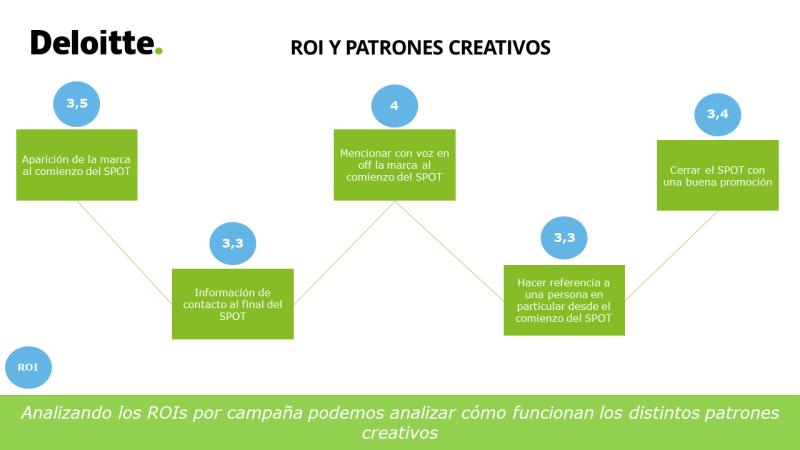 Deloitte.
ROI Y PATRONES CREATIVOS
3,5
Aparición de la marca
al comienzo del SPOT
3,3
Información de
contacto al final del
SPOT
4
Mencionar con voz en
off la marca al
comienzo del SPOT
3,3
Hacer referencia a
una persona en
particular desde el
comienzo del SPOT
3,4
Cerrar el SPOT con
una buena promoción
ROI
Analizando los ROIs por campaña podemos analizar cómo funcionan los distintos patrones
creativos